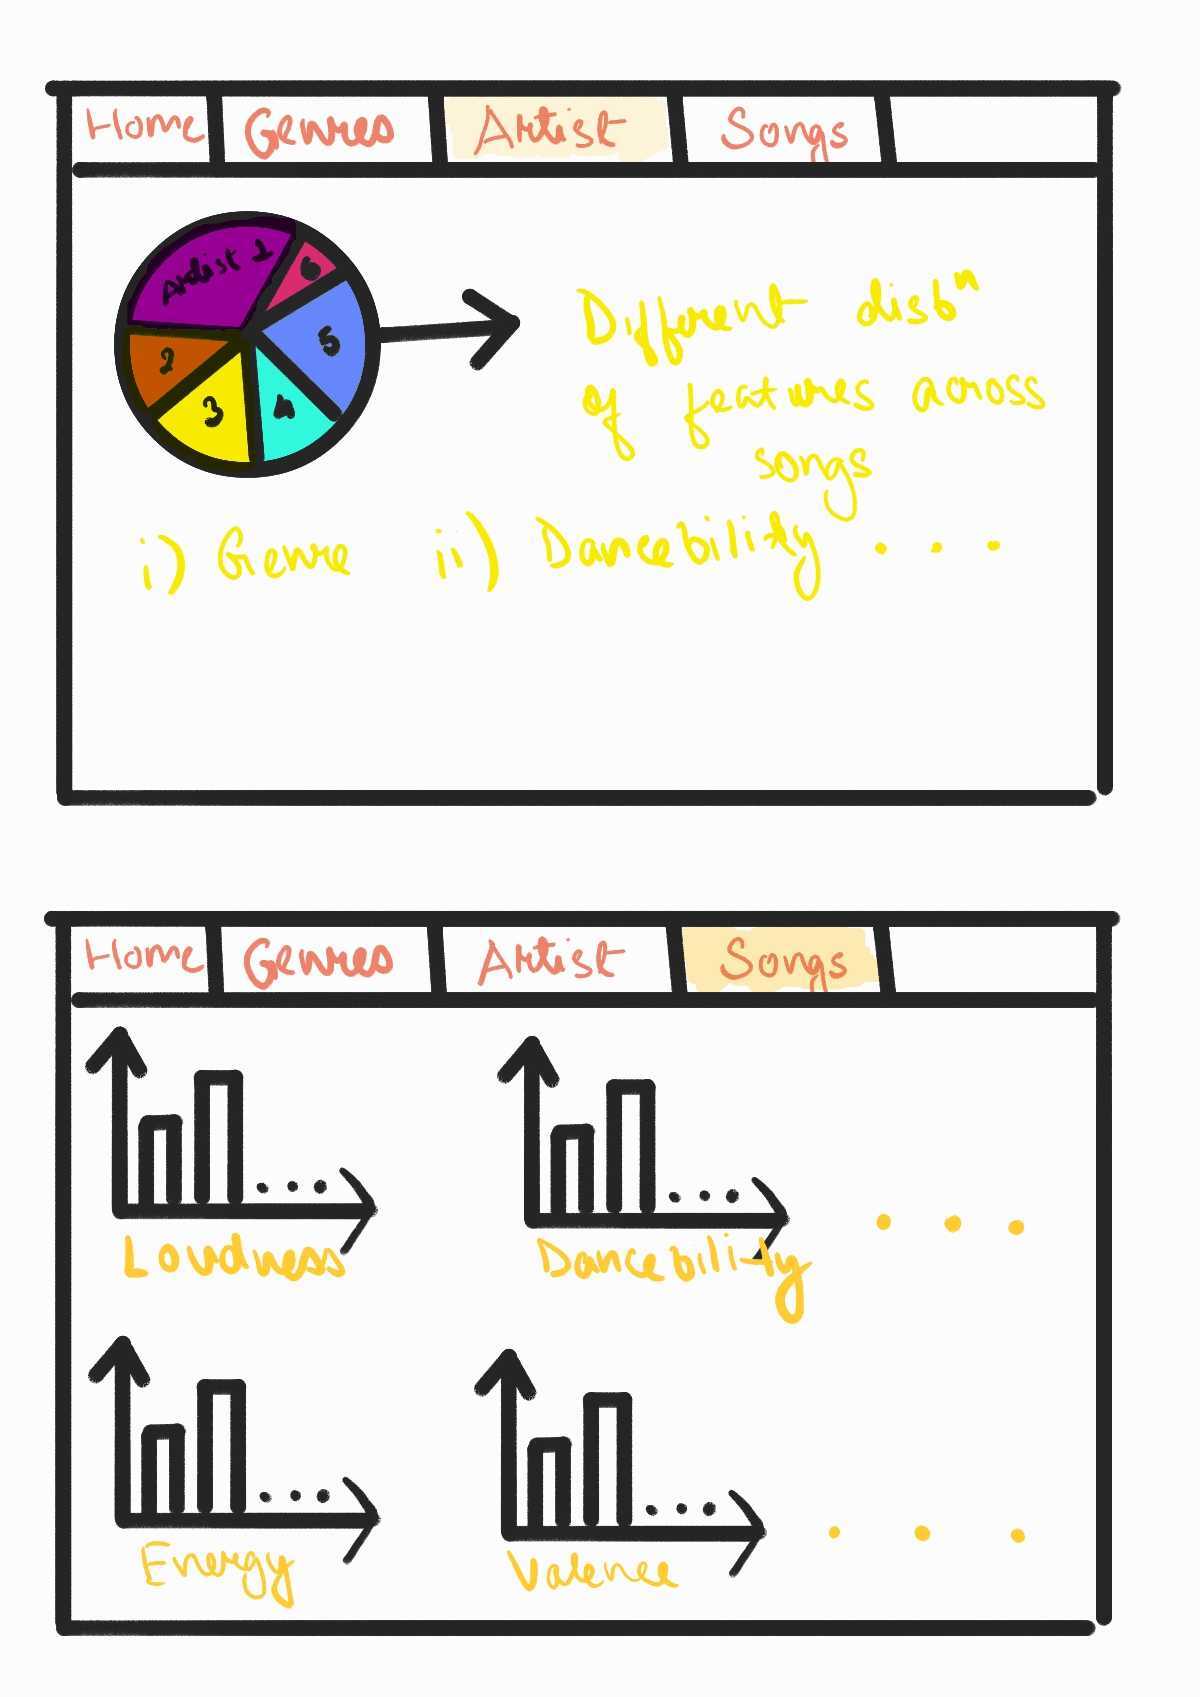 Home Genres Artist Songs
Artist 1
6
5
2
3
4
Different distbⁿ
of features across
songs
i) Genre ii) Dancebility . . .
Home Genres Artist Songs
Loudness Dancebility . . .
Energy Valence . . .